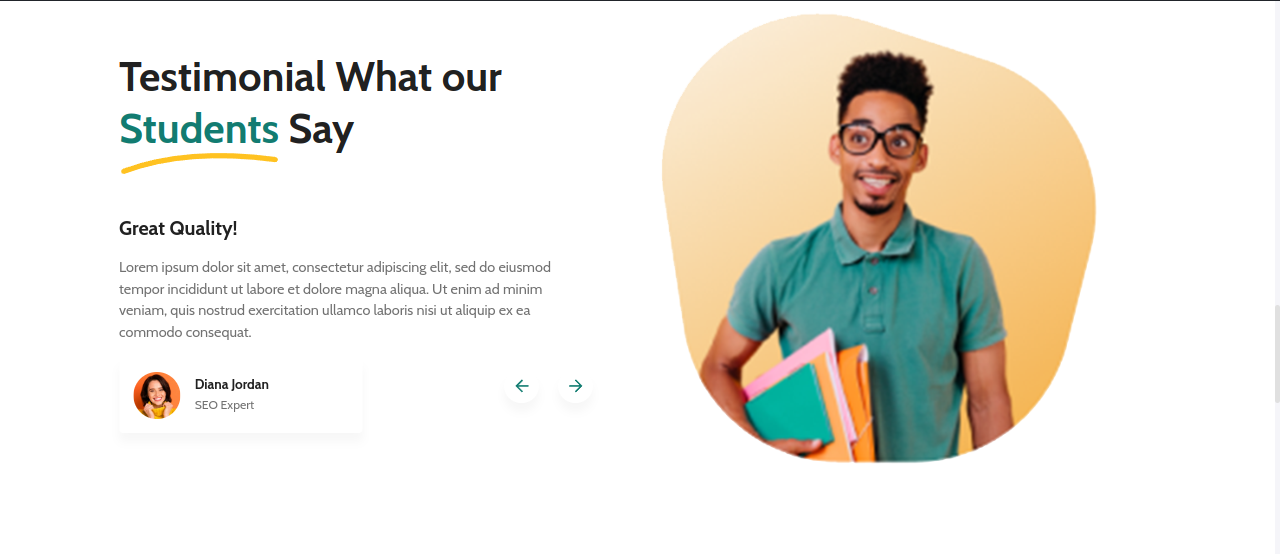 Testimonial What our
Students Say
Great Quality!
Lorem ipsum dolor sit amet, consectetur adipiscing elit, sed do eiusmod
tempor incididunt ut labore et dolore magna aliqua. Ut enim ad minim
veniam, quis nostrud exercitation ullamco laboris nisi ut aliquip ex ea
commodo consequat.
Diana Jordan
SEO Expert